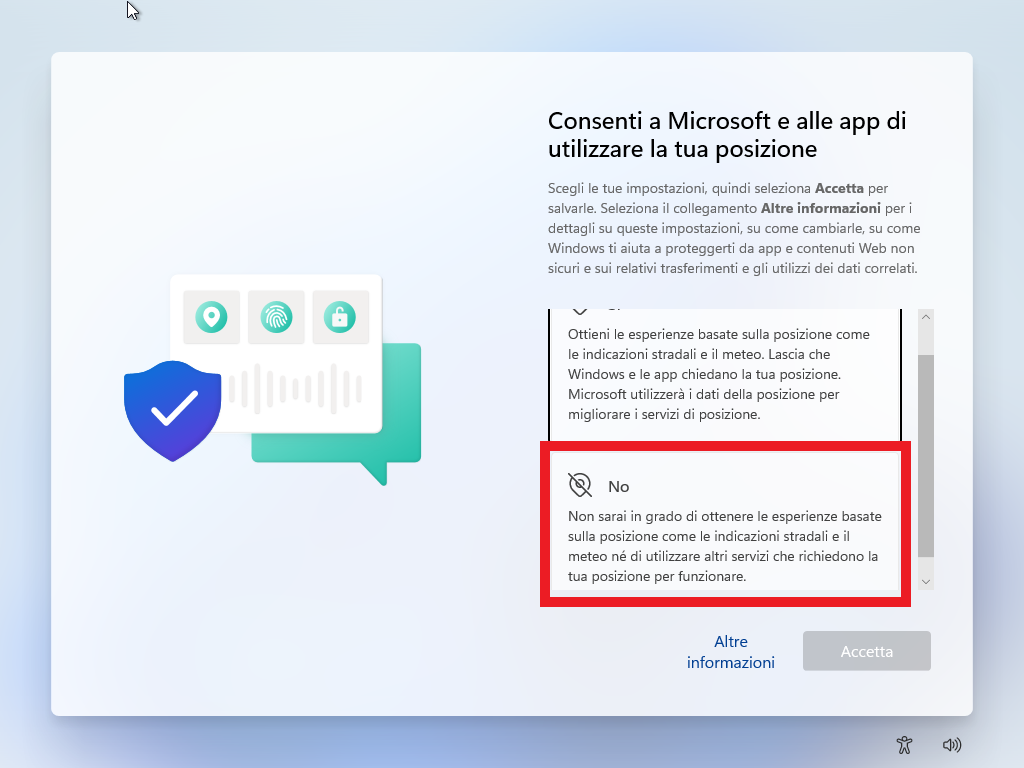 Consenti a Microsoft e alle app di
utilizzare la tua posizione
Scegli le tue impostazioni, quindi seleziona Accetta per
salvarle. Seleziona il collegamento Altre informazioni per i
dettagli su queste impostazioni, su come cambiarle, su come
Windows ti aiuta a proteggerti da app e contenuti Web non
sicuri e sui relativi trasferimenti e gli utilizzi dei dati correlati.
Ottieni le esperienze basate sulla posizione come
le indicazioni stradali e il meteo. Lascia che
Windows e le app chiedano la tua posizione.
Microsoft utilizzerà i dati della posizione per
migliorare i servizi di posizione.
No
Non sarai in grado di ottenere le esperienze basate
sulla posizione come le indicazioni stradali e il
meteo né di utilizzare altri servizi che richiedono la
tua posizione per funzionare.
Altre
informazioni
Accetta